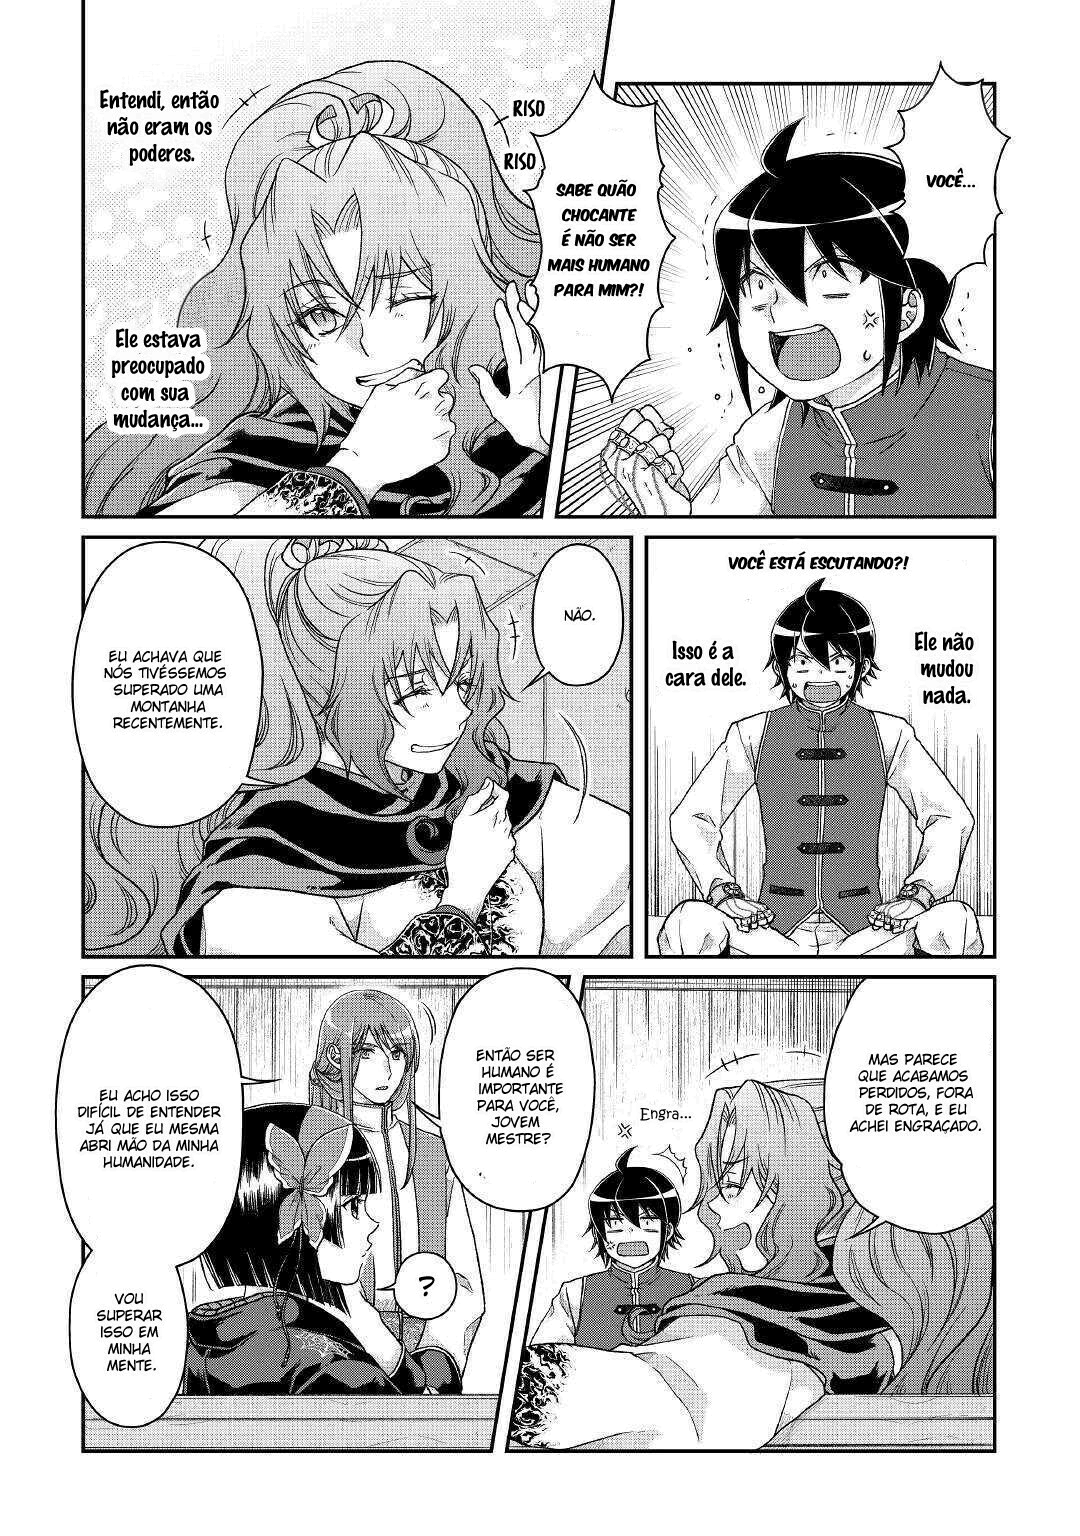 VOCÊ...
SABE QUÃO
CHOCANTE
É NÃO SER
MAIS HUMANO
PARA MIM?!
RISO
RISO
Entendi, então
não eram os
poderes.
Ele estava
preocupado
com sua
mudança...
VOCÊ ESTÁ ESCUTANDO?!
Ele não
mudou
nada.
Isso é a
cara dele.
NÃO.
EU ACHAVA QUE
NÓS TIVÉSSEMOS
SUPERADO UMA
MONTANHA
RECENTEMENTE.
MAS PARECE
QUE ACABAMOS
PERDIDOS, FORA
DE ROTA, E EU
ACHEI ENGRAÇADO.
Engra...
ENTÃO SER
HUMANO É
IMPORTANTE
PARA VOCÊ,
JOVEM
MESTRE?
?
EU ACHO ISSO
DIFÍCIL DE ENTENDER
JÁ QUE EU MESMA
ABRI MÃO DA MINHA
HUMANIDADE.
VOU
SUPERAR
ISSO EM
MINHA
MENTE.